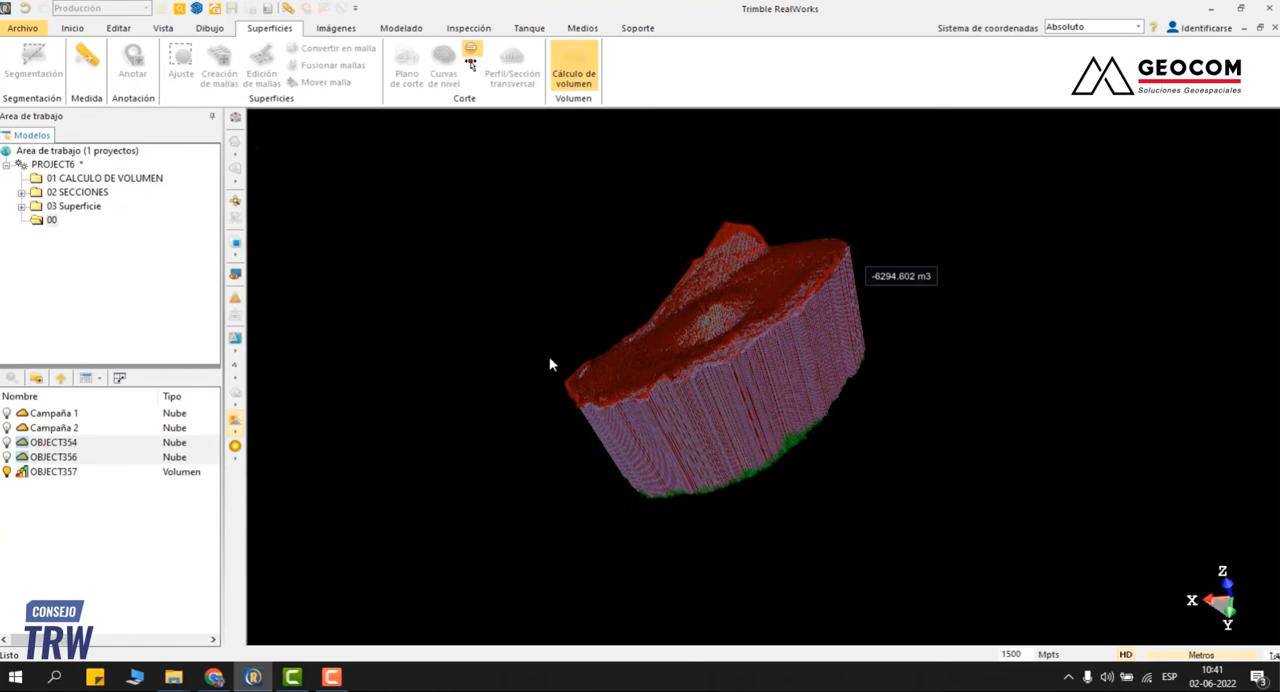 Producción
Trimble RealWorks
Archivo
Inicio
Editar
Vista
Dibujo
Superficies
Imágenes
Modelado
Inspección
Tanque
Medios
Soporte
Sistema de coordenadas
Absoluto
Identificarse
Segmentación
Anotar
Ajuste
Creación de mallas
Edición de mallas
Convertir en malla
Fusionar mallas
Mover malla
Plano de corte
Curvas de nivel
Perfil/Sección transversal
Cálculo de volumen
Segmentación
Medida
Anotación
Superficies
Corte
Volumen
GEOCOM
Soluciones Geoespaciales
Area de trabajo
Modelos
Area de trabajo (1 proyectos)
PROJECT6 *
01 CALCULO DE VOLUMEN
02 SECCIONES
03 Superficie
00
-6294.602 m3
Nombre
Tipo
Campaña 1
Nube
Campaña 2
Nube
OBJECT354
Nube
OBJECT356
Nube
OBJECT357
Volumen
Z
X
Y
CONSEJO
TRW
Listo
1500
Mpts
HD
Metros
ESP
10:41
02-06-2022